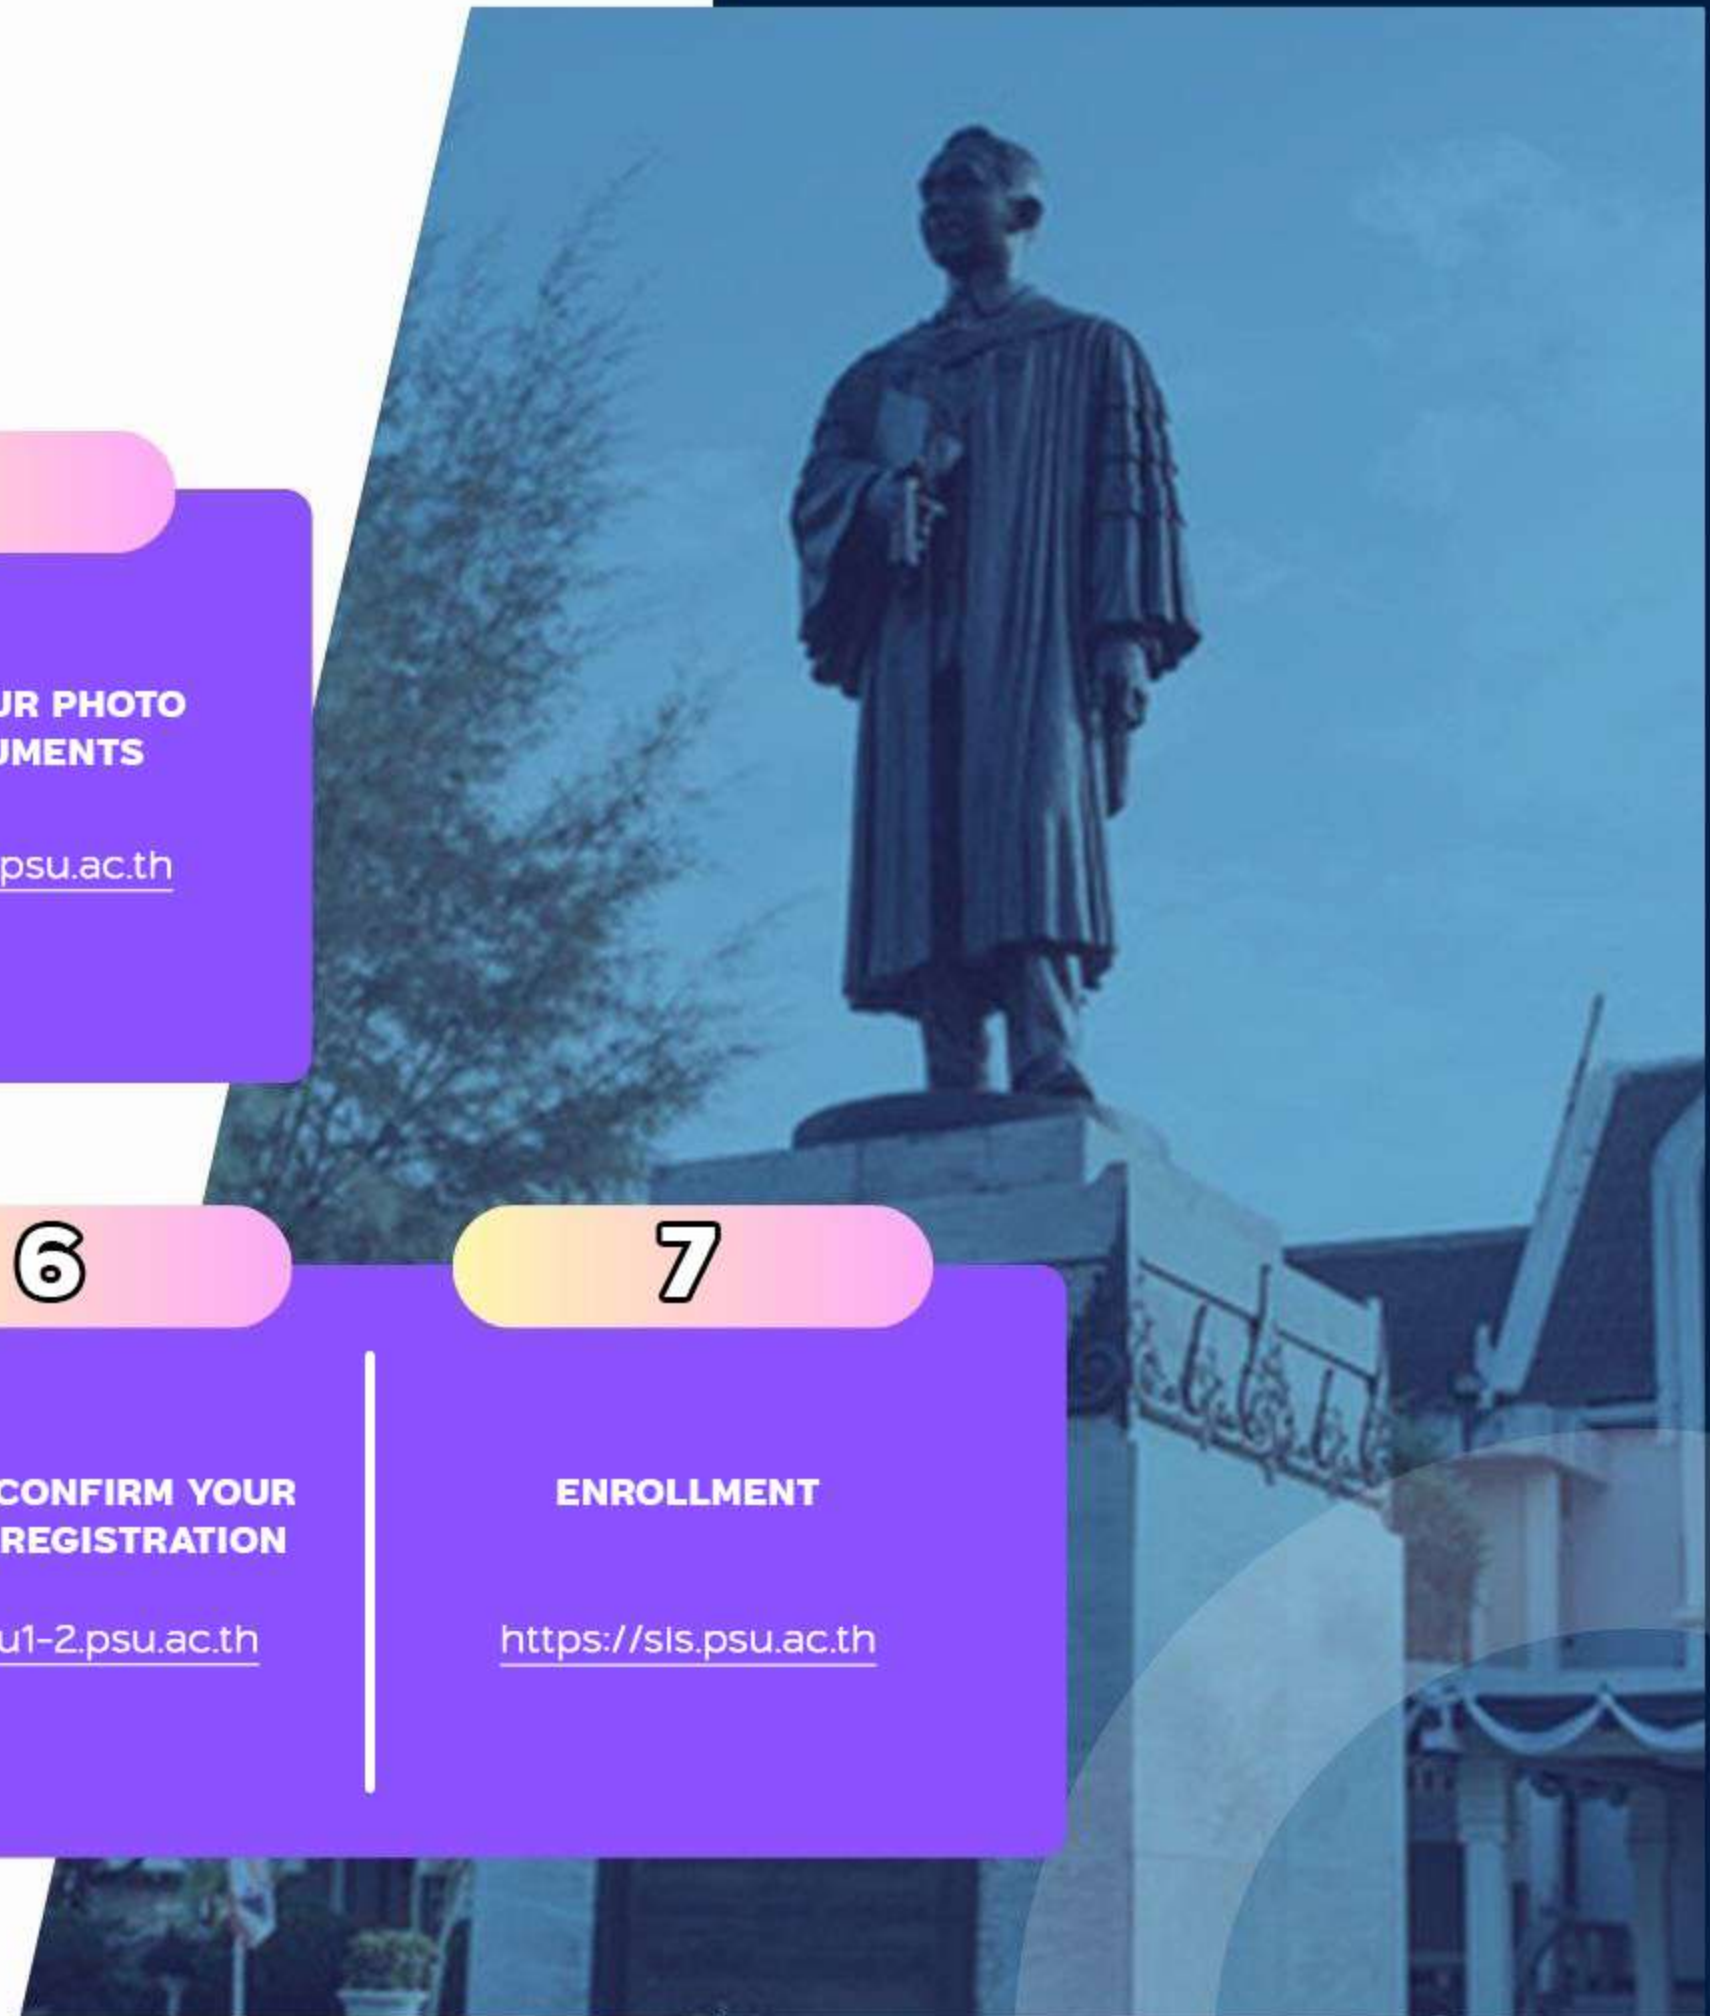 UR PHOTO
UMENTS
psu.ac.th
6
CONFIRM YOUR
REGISTRATION
u1-2.psu.ac.th
7
ENROLLMENT
https://sis.psu.ac.th